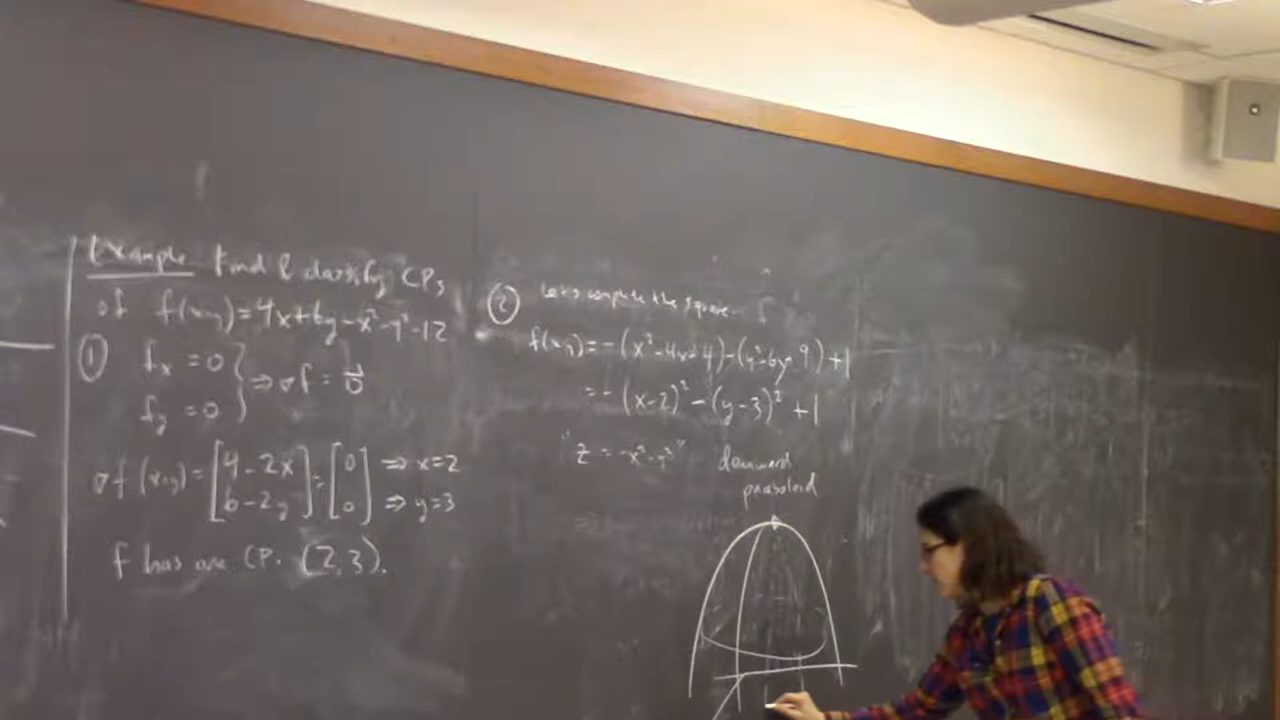 Example Find & classify CPs
of f(x,y)=4x+6y-x²-y²-12
① fx = 0
fy = 0 } ⇒ ∇f = 0⃗
∇f(x,y) = [4-2x; 6-2y] = [0; 0] ⇒ x=2 ⇒ y=3
f has one CP. (2,3).
② Let's complete the square.
f(x,y) = -(x²-4x+4)-(y²-6y+9)+1
= -(x-2)²-(y-3)²+1
"z = -x²-y²" downward
paraboloid